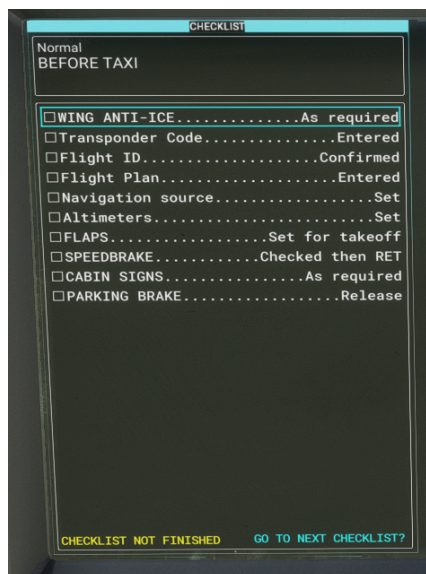 CHECKLIST
Normal
BEFORE TAXI
WING ANTI-ICE..............As required
Transponder Code...............Entered
Flight ID....................Confirmed
Flight Plan....................Entered
Navigation source..................Set
Altimeters.........................Set
FLAPS..................Set for takeoff
SPEEDBRAKE............Checked then RET
CABIN SIGNS................As required
PARKING BRAKE..................Release
CHECKLIST NOT FINISHED GO TO NEXT CHECKLIST?